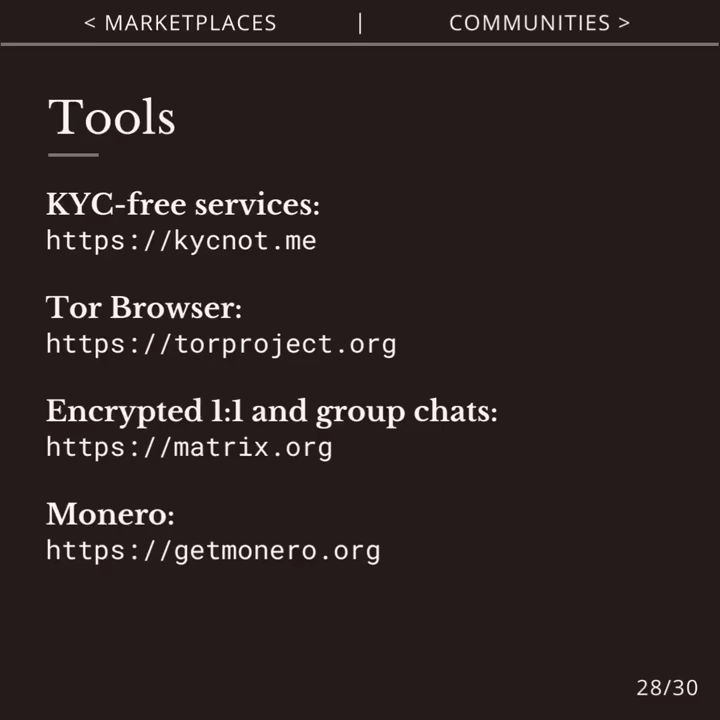 < MARKETPLACES | COMMUNITIES >
Tools
KYC-free services:
https://kycnot.me
Tor Browser:
https://torproject.org
Encrypted 1:1 and group chats:
https://matrix.org
Monero:
https://getmonero.org
28/30